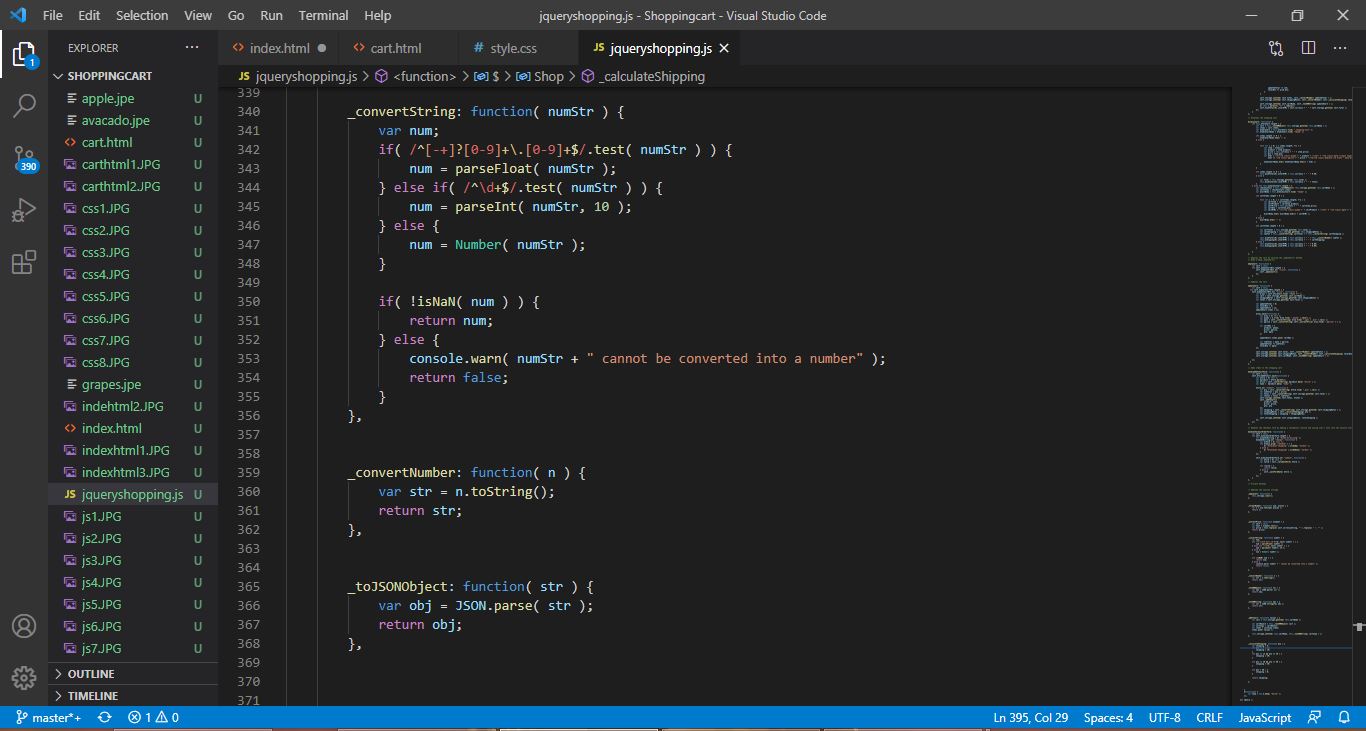 File Edit Selection View Go Run Terminal Help jqueryshopping.js - Shoppingcart - Visual Studio Code
EXPLORER
index.html cart.html # style.css JS jqueryshopping.js
SHOPPINGCART
JS jqueryshopping.js > <function> > $ > Shop > _calculateShipping
apple.jpe U
avacado.jpe U
cart.html U
carthtml1.JPG U
carthtml2.JPG U
css1.JPG U
css2.JPG U
css3.JPG U
css4.JPG U
css5.JPG U
css6.JPG U
css7.JPG U
css8.JPG U
grapes.jpe U
indehtml2.JPG U
index.html U
indexhtml1.JPG U
indexhtml3.JPG U
JS jqueryshopping.js U
js1.JPG U
js2.JPG U
js3.JPG U
js4.JPG U
js5.JPG U
js6.JPG U
js7.JPG U
OUTLINE
TIMELINE
1
390
339
340 _convertString: function( numStr ) {
341 var num;
342 if( /^[-+]?[0-9]+\.[0-9]+$/.test( numStr ) ) {
343 num = parseFloat( numStr );
344 } else if( /^\d+$/.test( numStr ) ) {
345 num = parseInt( numStr, 10 );
346 } else {
347 num = Number( numStr );
348 }
349
350 if( !isNaN( num ) ) {
351 return num;
352 } else {
353 console.warn( numStr + " cannot be converted into a number" );
354 return false;
355 }
356 },
357
358
359 _convertNumber: function( n ) {
360 var str = n.toString();
361 return str;
362 },
363
364
365 _toJSONObject: function( str ) {
366 var obj = JSON.parse( str );
367 return obj;
368 },
369
370
371
master*+ 1 0 Ln 395, Col 29 Spaces: 4 UTF-8 CRLF JavaScript